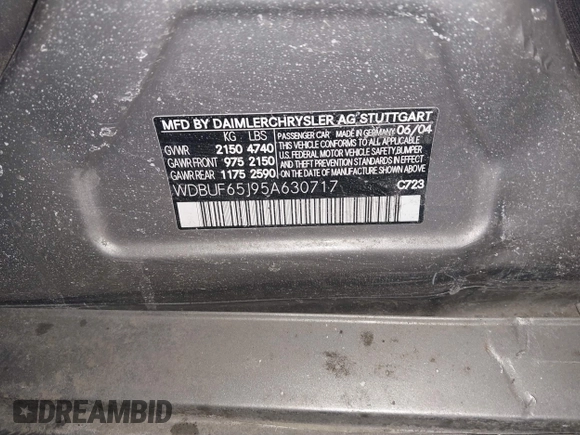 MFD BY DAIMLERCHRYSLER AG STUTTGART
KG LBS
GVWR 2150 4740
GAWR FRONT 975 2150
GAWR REAR 1175 2590
PASSENGER CAR MADE IN GERMANY 06/04
THIS VEHICLE CONFORMS TO ALL APPLICABLE
U.S. FEDERAL MOTOR VEHICLE SAFETY, BUMPER
AND THEFT PREVENTION STANDARDS IN EFFECT
ON THE DATE OF MANUFACTURE SHOWN ABOVE.
WDBUF65J95A630717
C723
DREAMBID